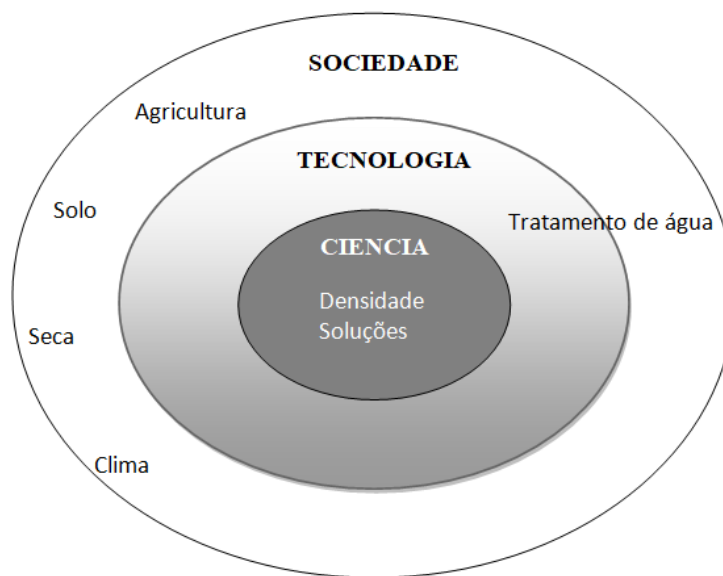 SOCIEDADE
Agricultura
TECNOLOGIA
Solo
Tratamento de água
CIENCIA
Densidade
Soluções
Seca
Clima